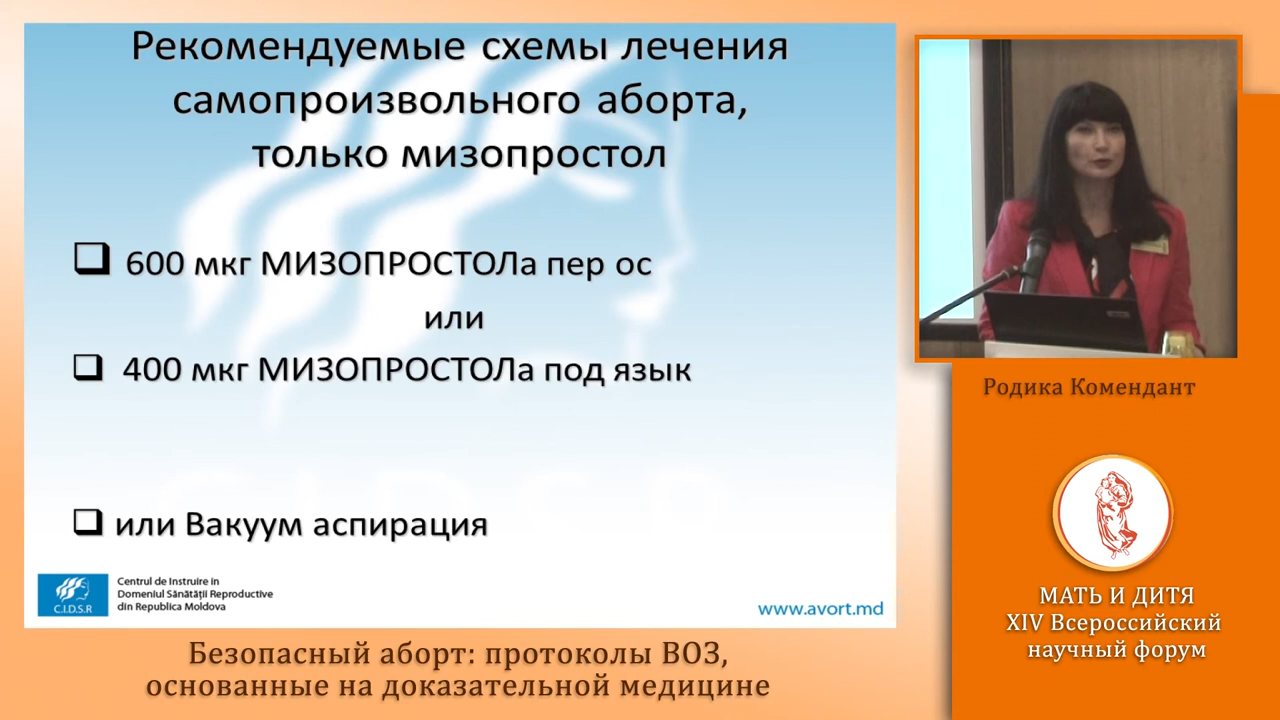 Рекомендуемые схемы лечения
самопроизвольного аборта,
только мизопростол
600 мкг МИЗОПРОСТОЛа пер ос
или
400 мкг МИЗОПРОСТОЛа под язык
или Вакуум аспирация
C.I.D.S.R
Centrul de Instruire in
Domeniul Sănătății Reproductive
din Republica Moldova
www.avort.md
Безопасный аборт: протоколы ВОЗ,
основанные на доказательной медицине
Родика Комендант
МАТЬ И ДИТЯ
XIV Всероссийский
научный форум